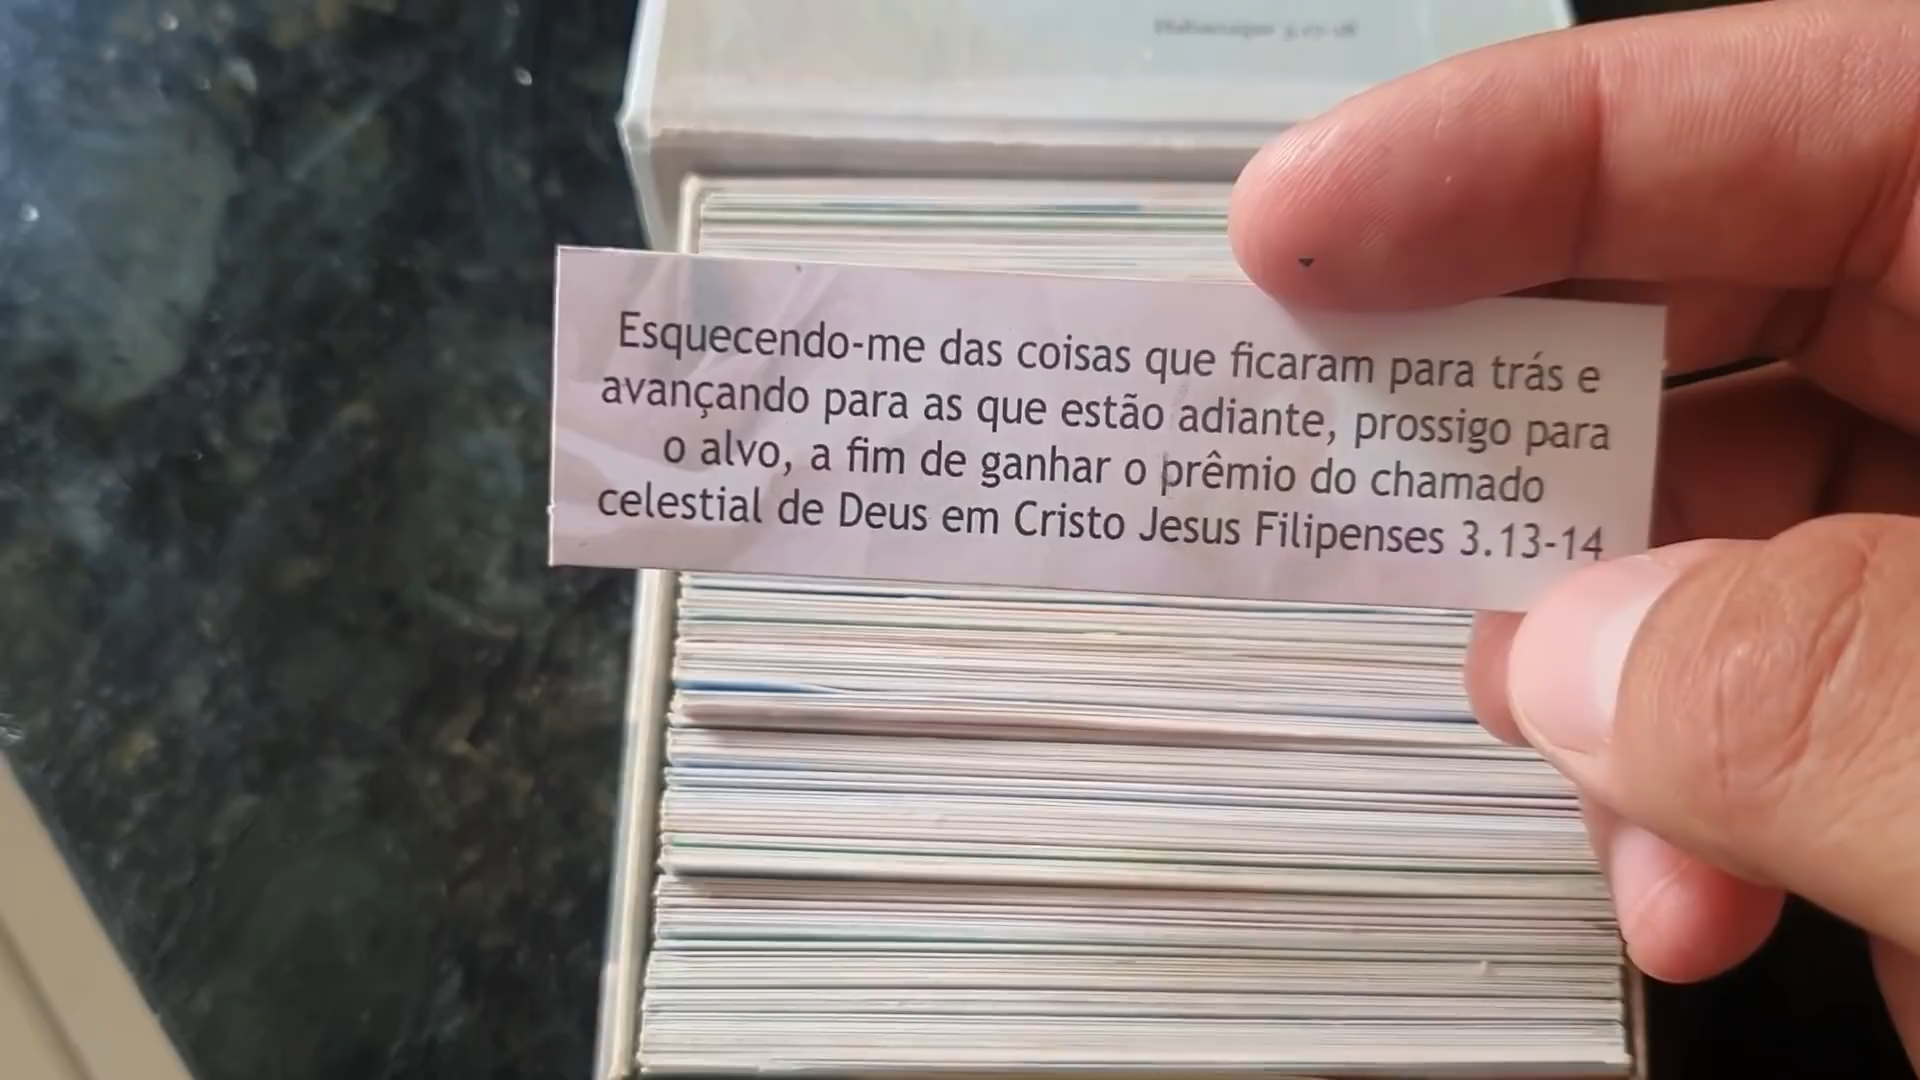 Esquecendo-me das coisas que ficaram para trás e
avançando para as que estão adiante, prossigo para
o alvo, a fim de ganhar o prêmio do chamado
celestial de Deus em Cristo Jesus Filipenses 3.13-14